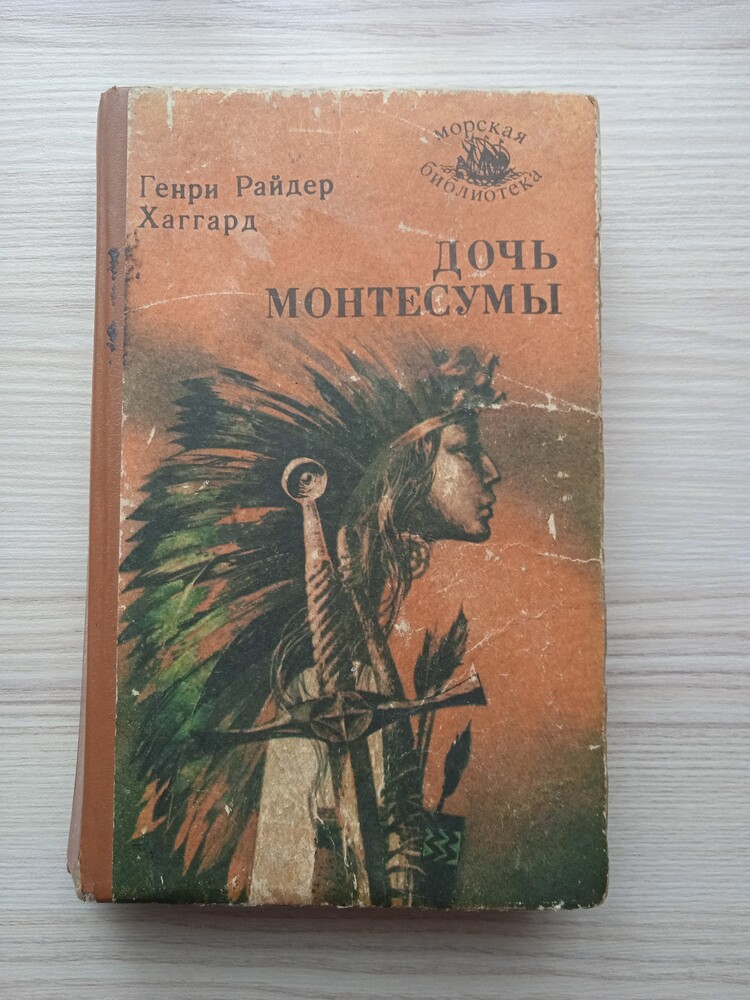 морская
библиотека
Генри Райдер
Хаггард
ДОЧЬ
МОНТЕСУМЫ